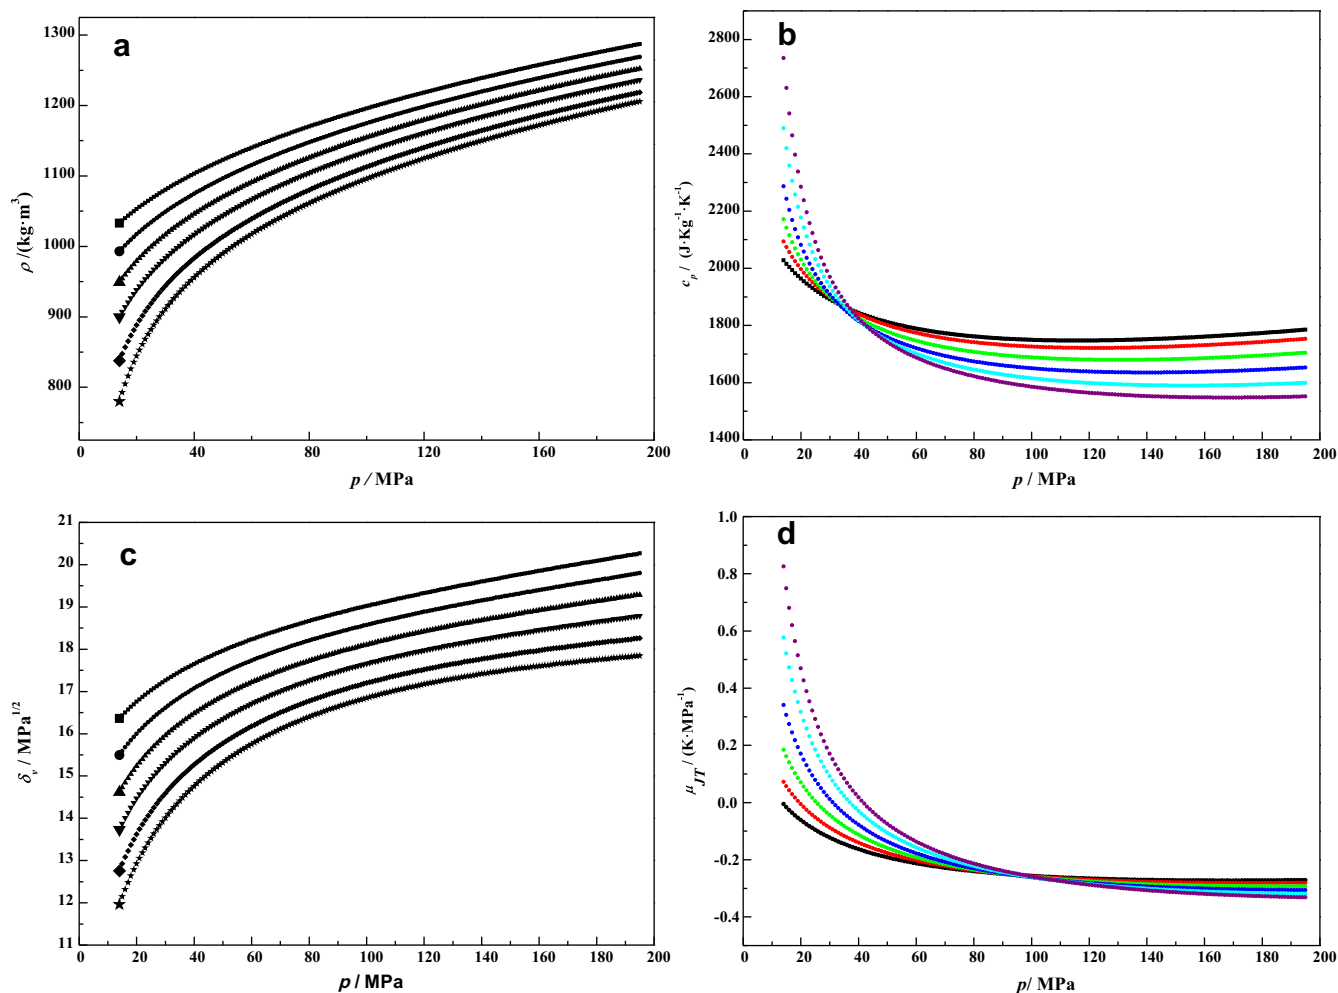 a
1300
1200
1100
1000
900
800
ρ /(kg·m³)
0 40 80 120 160 200
p / MPa
b
2800
2600
2400
2200
2000
1800
1600
1400
c_p / (J·Kg⁻¹·K⁻¹)
0 20 40 60 80 100 120 140 160 180 200
p / MPa
c
21
20
19
18
17
16
15
14
13
12
11
δ_v / MPa^1/2
0 20 40 60 80 100 120 140 160 180 200
p / MPa
d
1.0
0.8
0.6
0.4
0.2
0.0
-0.2
-0.4
μ_JT / (K·MPa⁻¹)
0 20 40 60 80 100 120 140 160 180 200
p/ MPa